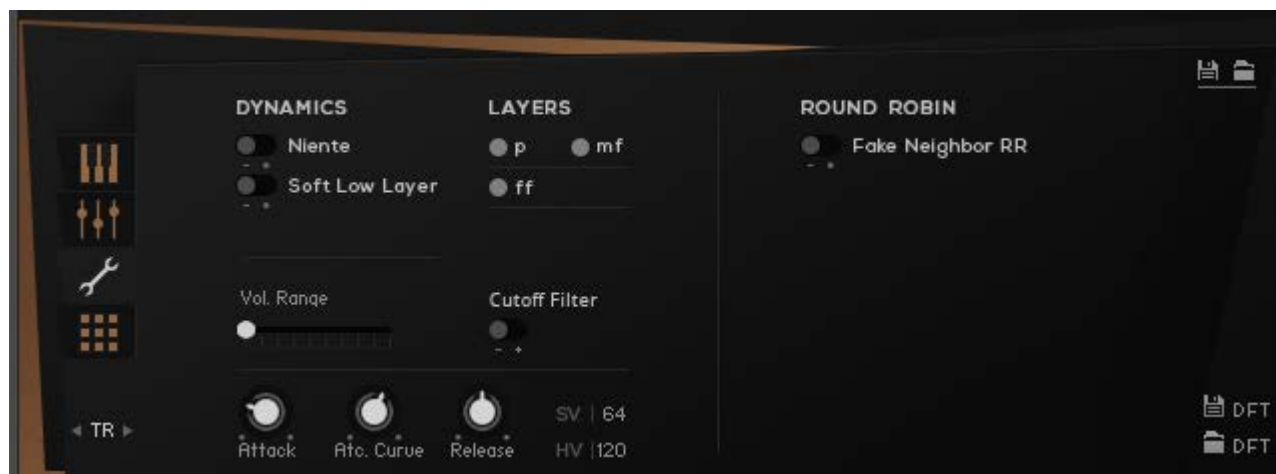 DYNAMICS
Niente
Soft Low Layer
LAYERS
p mf
ff
ROUND ROBIN
Fake Neighbor RR
Vol. Range
Cutoff Filter
Attack
Atc. Curve
Release
SV | 64
HV | 120
TR
DFT
DFT